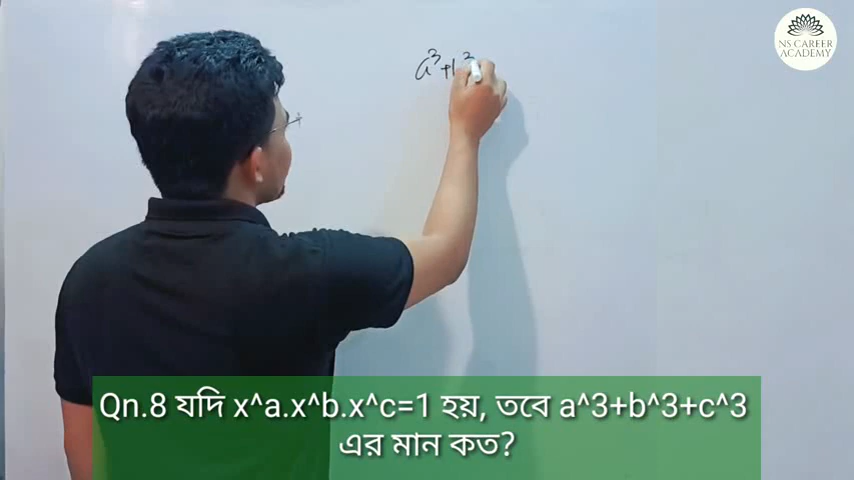 NS CAREER
ACADEMY
a³+b³
Qn.8 যদি x^a.x^b.x^c=1 হয়, তবে a^3+b^3+c^3
এর মান কত?